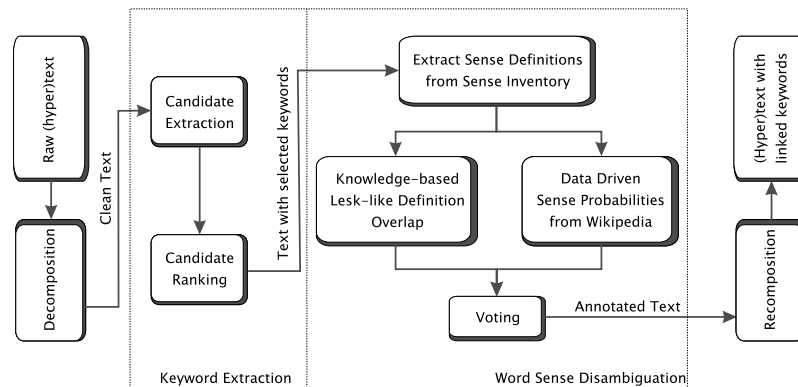 Raw (hyper)text
Decomposition
Clean Text
Candidate
Extraction
Candidate
Ranking
Keyword Extraction
Text with selected keywords
Extract Sense Definitions
from Sense Inventory
Knowledge-based
Lesk-like Definition
Overlap
Data Driven
Sense Probabilities
from Wikipedia
Voting
Word Sense Disambiguation
Annotated Text
Recomposition
(Hyper)text with
linked keywords